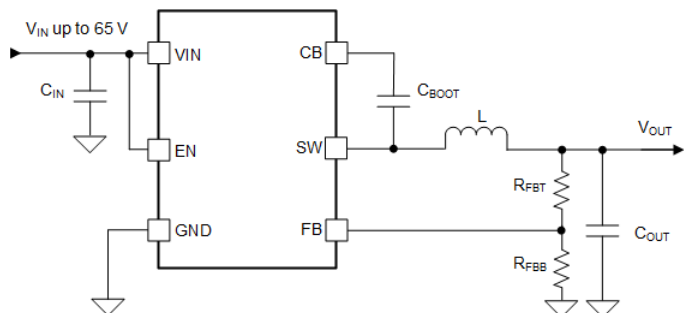 VIN up to 65 V
VIN
CB
CIN
CBOOT
L
VOUT
EN
SW
RFBT
GND
FB
COUT
RFBB